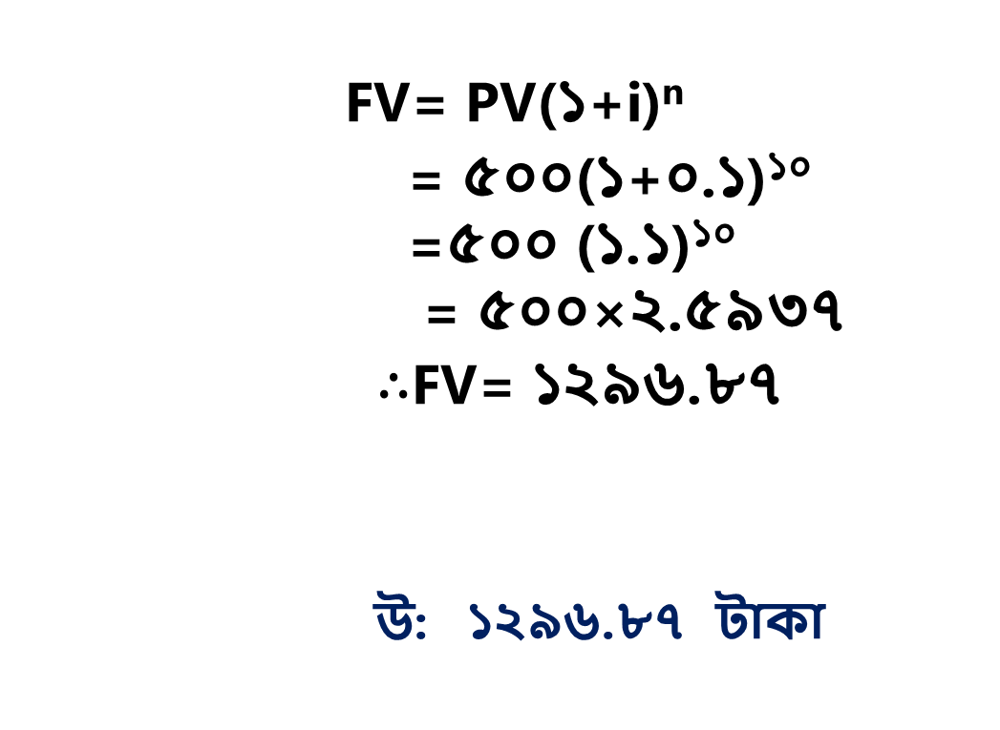 FV= PV(১+i)ⁿ
= ৫০০(১+০.১)¹⁰
=৫০০ (১.১)¹⁰
= ৫০০×২.৫৯৩৭
∴FV= ১২৯৬.৮৭
উ: ১২৯৬.৮৭ টাকা